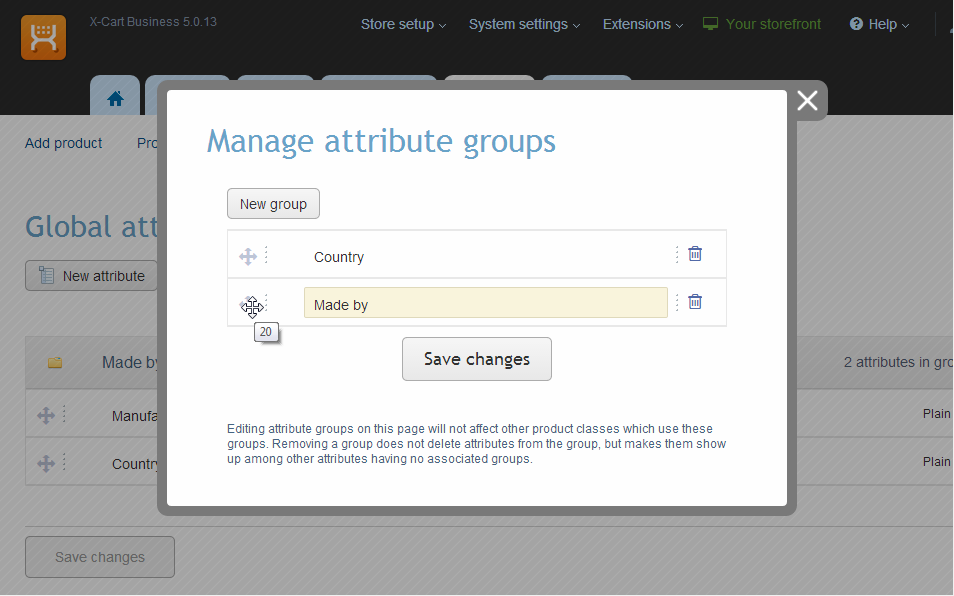 X-Cart Business 5.0.13
Store setup
System settings
Extensions
Your storefront
Help
Add product
Pro
Manage attribute groups
New group
Global att
Country
New attribute
Made by
20
Save changes
Made by
2 attributes in gro
Manufa
Plain
Editing attribute groups on this page will not affect other product classes which use these
groups. Removing a group does not delete attributes from the group, but makes them show
up among other attributes having no associated groups.
Country
Plain
Save changes